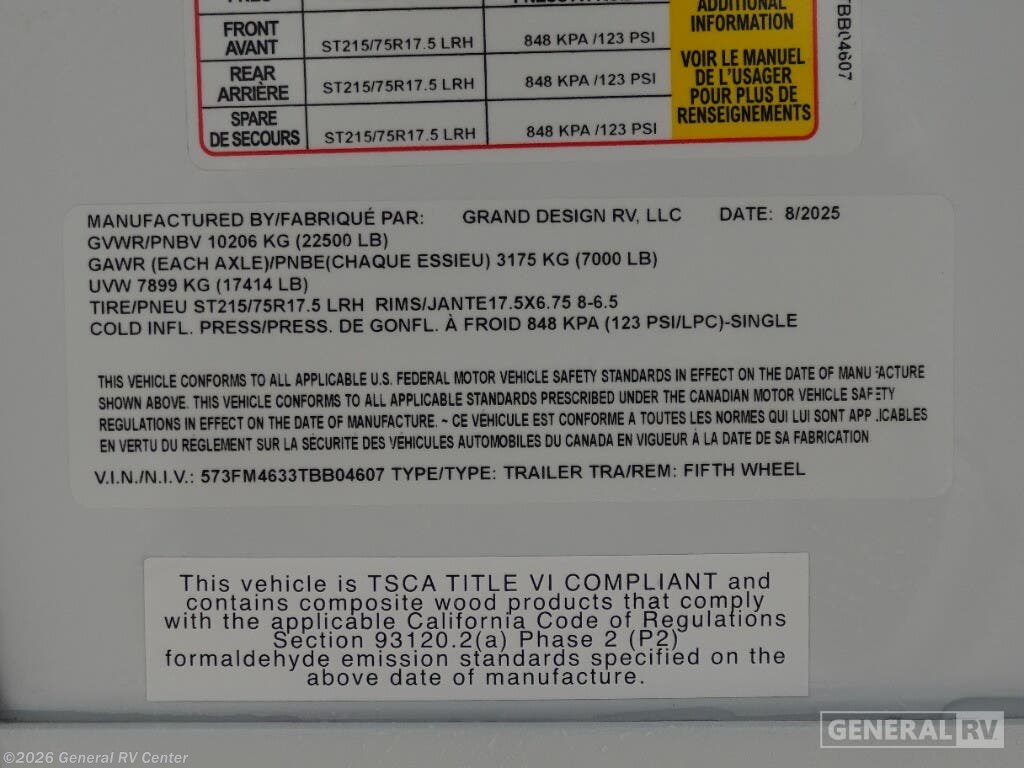 ADDITIONAL
INFORMATION
FRONT
AVANT
ST215/75R17.5 LRH
848 KPA /123 PSI
REAR
ARRIÈRE
ST215/75R17.5 LRH
848 KPA /123 PSI
SPARE
DE SECOURS
ST215/75R17.5 LRH
848 KPA /123 PSI
VOIR LE MANUEL
DE L'USAGER
POUR PLUS DE
RENSEIGNEMENTS
TBB04607
MANUFACTURED BY/FABRIQUÉ PAR: GRAND DESIGN RV, LLC DATE: 8/2025
GVWR/PNBV 10206 KG (22500 LB)
GAWR (EACH AXLE)/PNBE(CHAQUE ESSIEU) 3175 KG (7000 LB)
UVW 7899 KG (17414 LB)
TIRE/PNEU ST215/75R17.5 LRH RIMS/JANTE17.5X6.75 8-6.5
COLD INFL. PRESS/PRESS. DE GONFL. À FROID 848 KPA (123 PSI/LPC)-SINGLE
THIS VEHICLE CONFORMS TO ALL APPLICABLE U.S. FEDERAL MOTOR VEHICLE SAFETY STANDARDS IN EFFECT ON THE DATE OF MANUFACTURE
SHOWN ABOVE. THIS VEHICLE CONFORMS TO ALL APPLICABLE STANDARDS PRESCRIBED UNDER THE CANADIAN MOTOR VEHICLE SAFETY
REGULATIONS IN EFFECT ON THE DATE OF MANUFACTURE. ~ CE VÉHICULE EST CONFORME A TOUTES LES NORMES QUI LUI SONT APPLICABLES
EN VERTU DU RÉGLEMENT SUR LA SÉCURITÉ DES VÉHICULES AUTOMOBILES DU CANADA EN VIGUEUR À LA DATE DE SA FABRICATION
V.I.N./N.I.V.: 573FM4633TBB04607 TYPE/TYPE: TRAILER TRA/REM: FIFTH WHEEL
This vehicle is TSCA TITLE VI COMPLIANT and
contains composite wood products that comply
with the applicable California Code of Regulations
Section 93120.2(a) Phase 2 (P2)
formaldehyde emission standards specified on the
above date of manufacture.
GENERAL RV
©2026 General RV Center